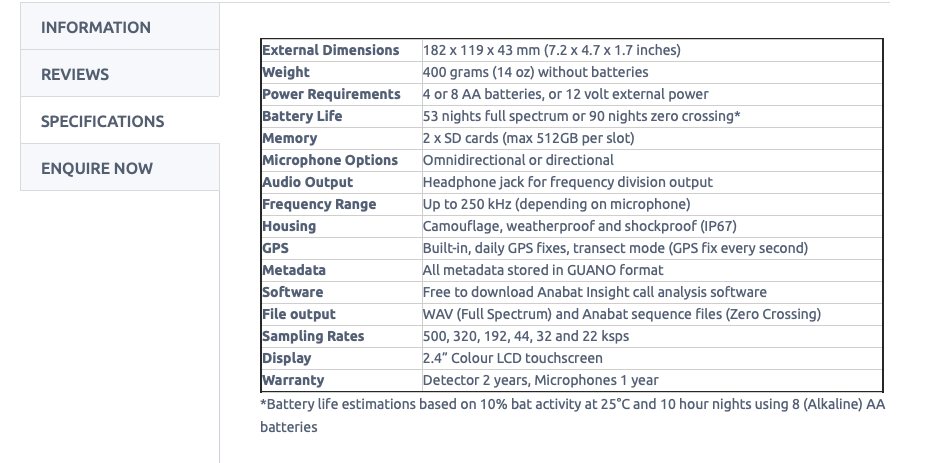 INFORMATION
REVIEWS
SPECIFICATIONS
ENQUIRE NOW
External Dimensions 182 x 119 x 43 mm (7.2 x 4.7 x 1.7 inches)
Weight 400 grams (14 oz) without batteries
Power Requirements 4 or 8 AA batteries, or 12 volt external power
Battery Life 53 nights full spectrum or 90 nights zero crossing*
Memory 2 x SD cards (max 512GB per slot)
Microphone Options Omnidirectional or directional
Audio Output Headphone jack for frequency division output
Frequency Range Up to 250 kHz (depending on microphone)
Housing Camouflage, weatherproof and shockproof (IP67)
GPS Built-in, daily GPS fixes, transect mode (GPS fix every second)
Metadata All metadata stored in GUANO format
Software Free to download Anabat Insight call analysis software
File output WAV (Full Spectrum) and Anabat sequence files (Zero Crossing)
Sampling Rates 500, 320, 192, 44, 32 and 22 ksps
Display 2.4” Colour LCD touchscreen
Warranty Detector 2 years, Microphones 1 year
*Battery life estimations based on 10% bat activity at 25°C and 10 hour nights using 8 (Alkaline) AA
batteries